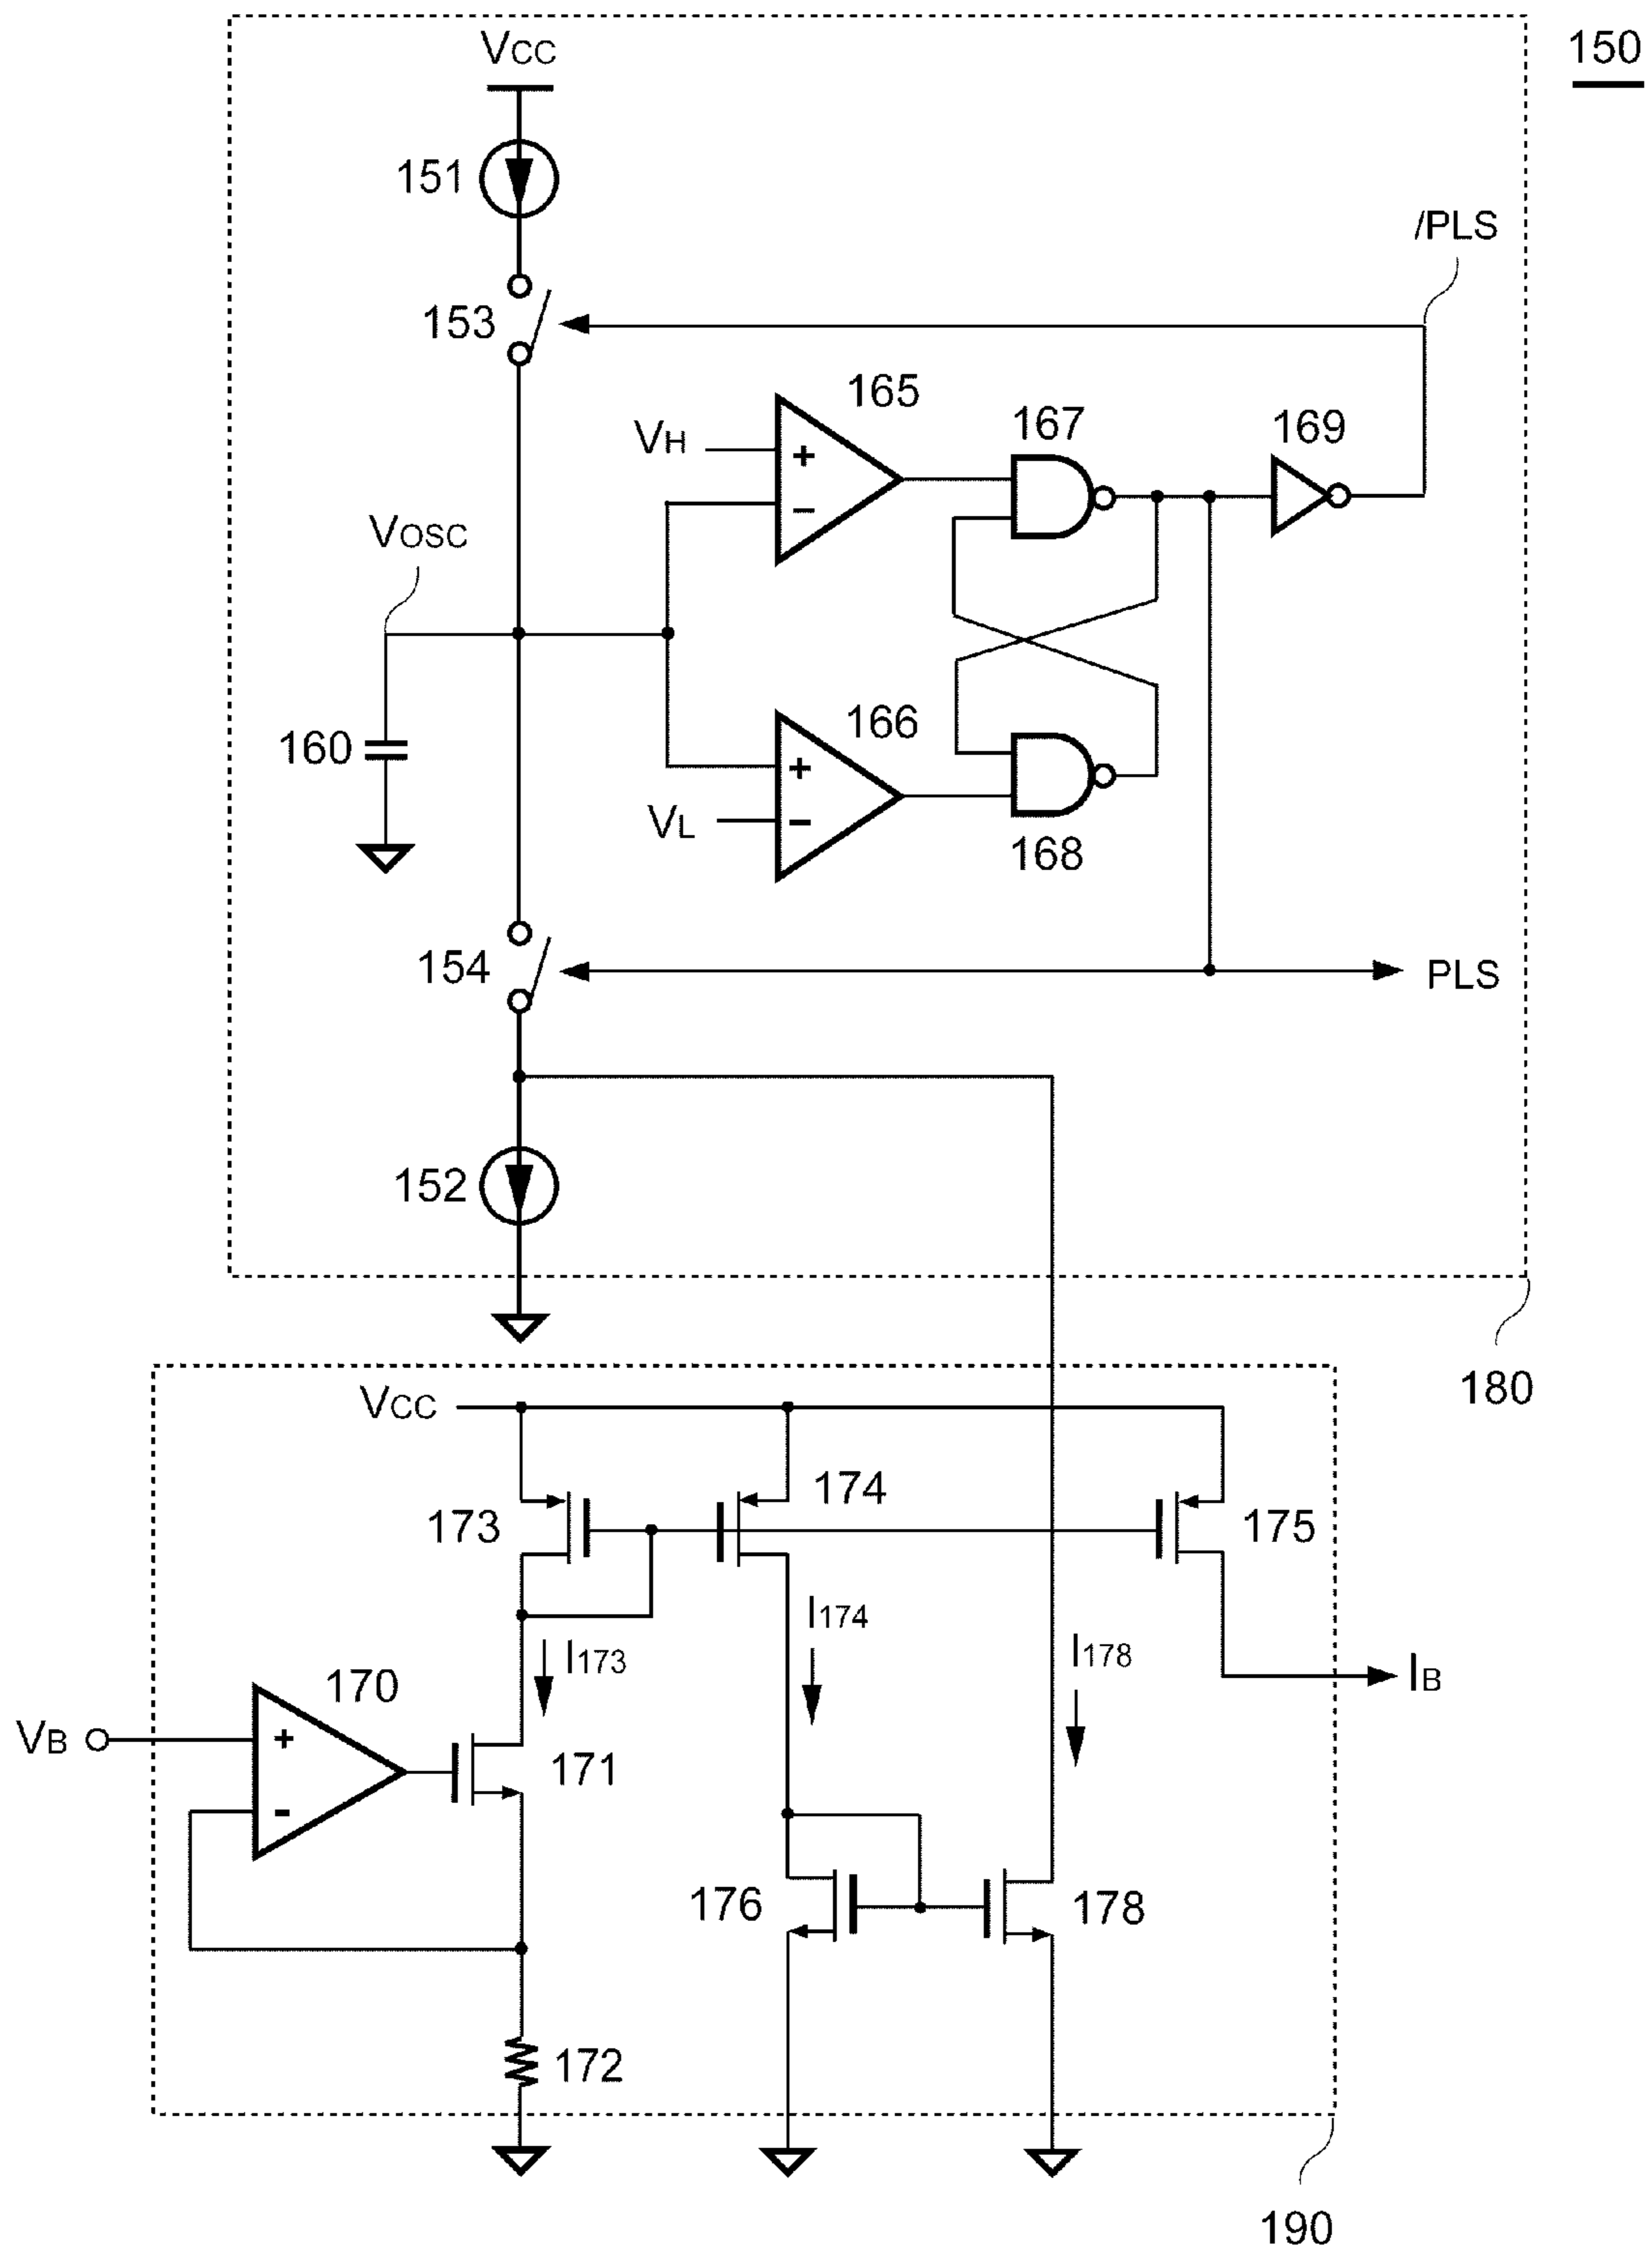 VCC
150
151
/PLS
153
165
167
169
VH
+
−
VOSC
166
160
+
VL
−
168
154
PLS
152
180
VCC
174
173
175
I174
I173
I178
170
IB
VB
+
-
171
176
178
172
190